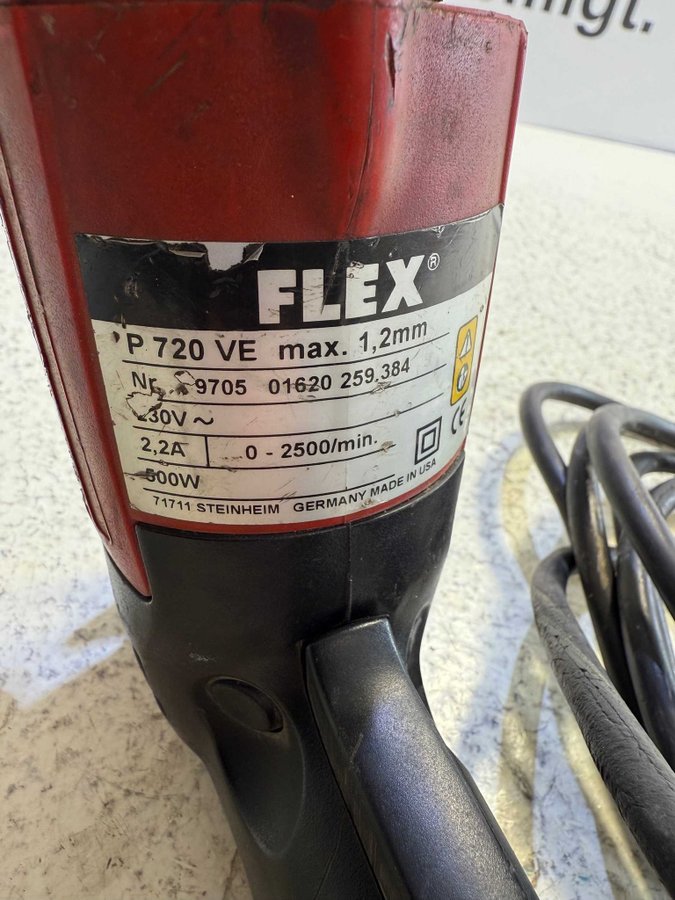 FLEX®
P 720 VE max. 1,2mm
Nr. 9705 01620 259.384
230V~
2,2A 0 - 2500/min.
500W
CE
71711 STEINHEIM GERMANY MADE IN USA